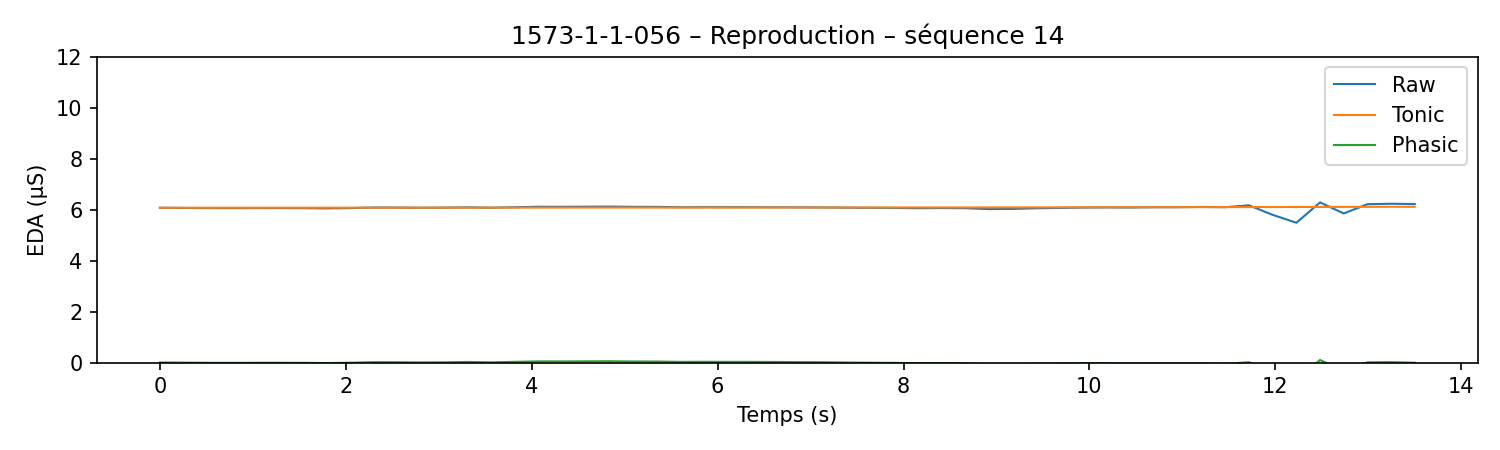 1573-1-1-056 – Reproduction – séquence 14
12
10
8
6
4
2
0
EDA (µS)
Raw
Tonic
Phasic
0 2 4 6 8 10 12 14
Temps (s)